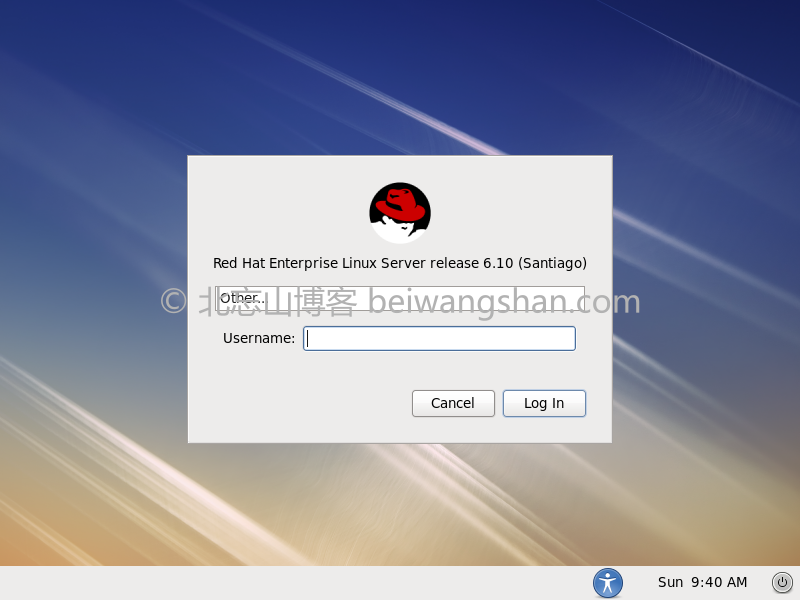 Red Hat Enterprise Linux Server release 6.10 (Santiago)
Other...
© 北忘山博客 beiwangshan.com
Username:
Cancel
Log In
Sun 9:40 AM